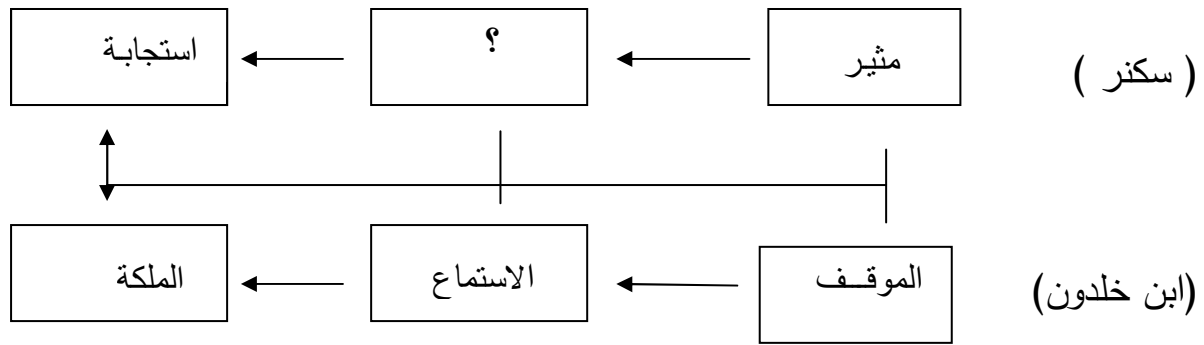 ( سكنر ) مثير ؟ استجابة
(ابن خلدون) الموقف الاستماع الملكة